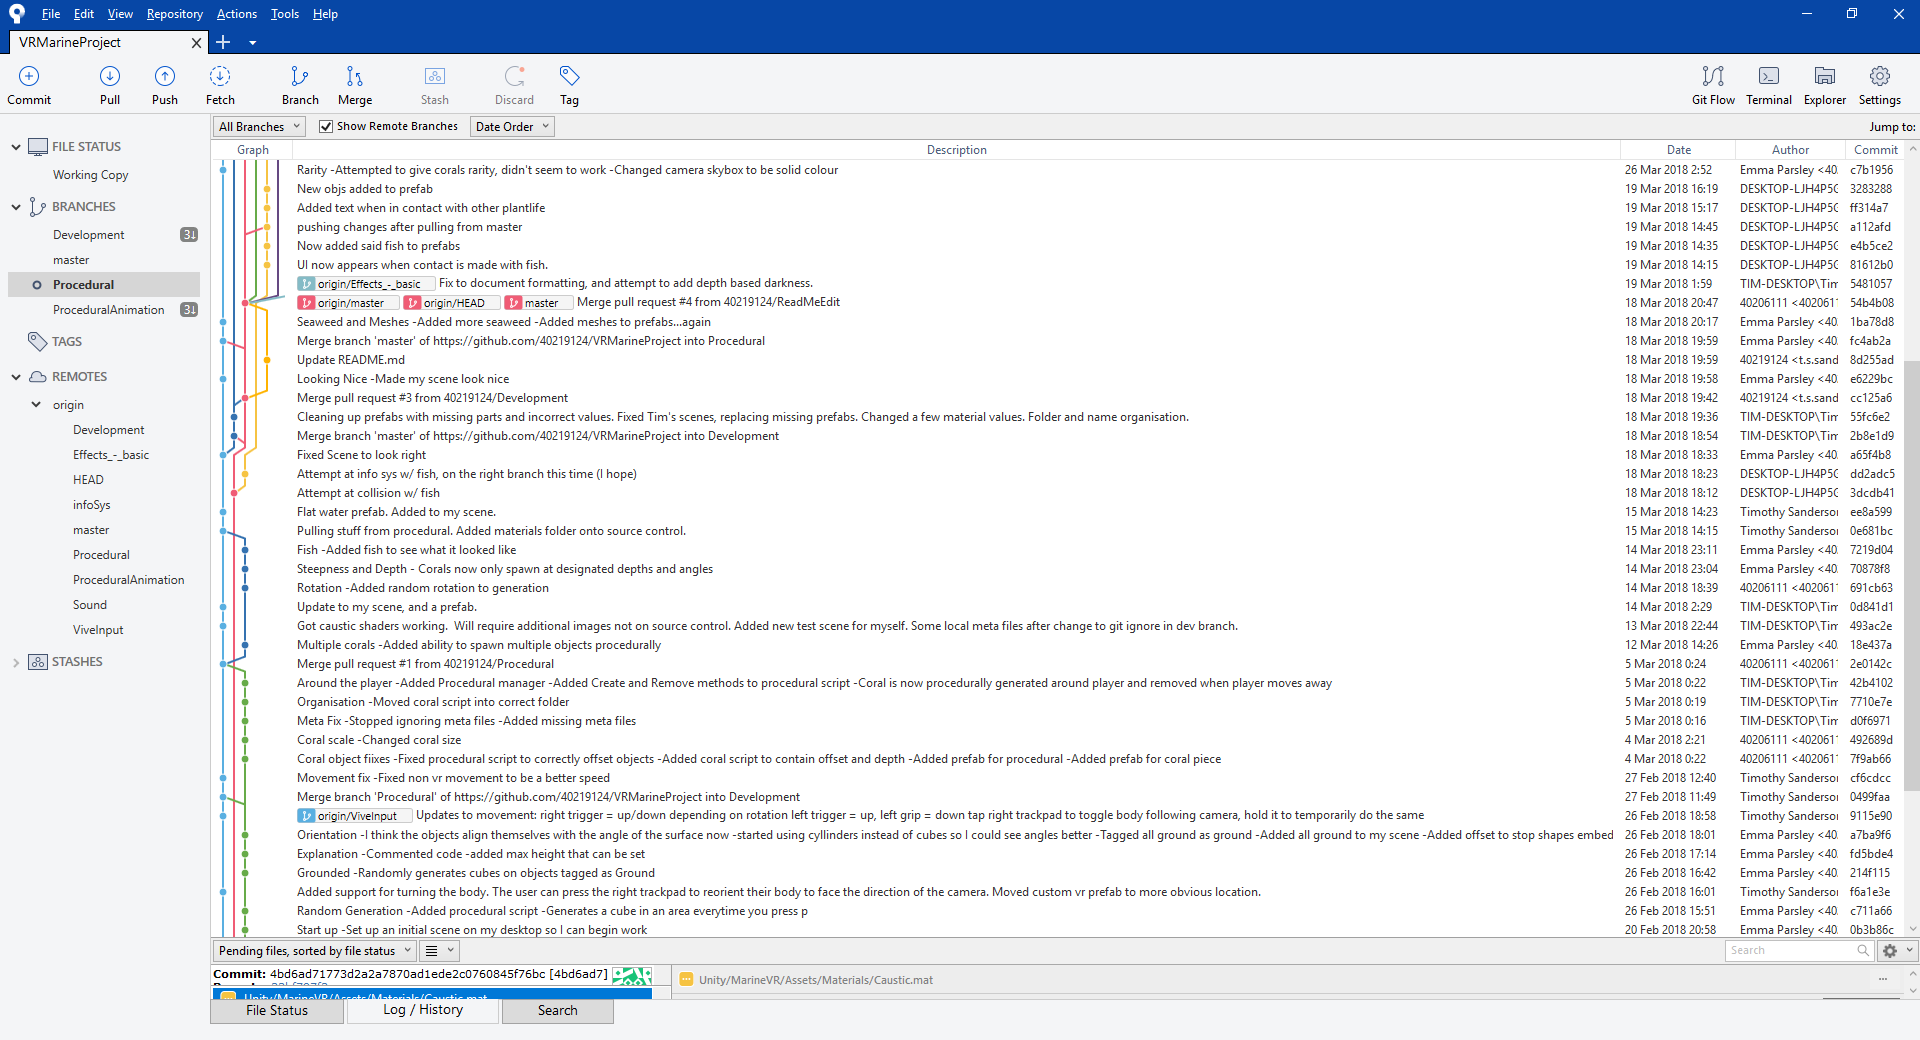 File Edit View Repository Actions Tools Help
VRMarineProject
Commit Pull Push Fetch Branch Merge Stash Discard Tag Git Flow Terminal Explorer Settings
All Branches Show Remote Branches Date Order Jump to:
FILE STATUS
Working Copy
BRANCHES
Development 3↓
master
Procedural
ProceduralAnimation 3↓
TAGS
REMOTES
origin
Development
Effects_-_basic
HEAD
infoSys
master
Procedural
ProceduralAnimation
Sound
ViveInput
STASHES
Graph Description Date Author Commit
Rarity -Attempted to give corals rarity, didn't seem to work -Changed camera skybox to be solid colour 26 Mar 2018 2:52 Emma Parsley <40. c7b1956
New objs added to prefab 19 Mar 2018 16:19 DESKTOP-LJH4P5G 3283288
Added text when in contact with other plantlife 19 Mar 2018 15:17 DESKTOP-LJH4P5G ff314a7
pushing changes after pulling from master 19 Mar 2018 14:45 DESKTOP-LJH4P5G a112afd
Now added said fish to prefabs 19 Mar 2018 14:35 DESKTOP-LJH4P5G e4b5ce2
UI now appears when contact is made with fish. 19 Mar 2018 14:15 DESKTOP-LJH4P5G 81612b0
origin/Effects_-_basic Fix to document formatting, and attempt to add depth based darkness. 19 Mar 2018 1:59 TIM-DESKTOP\Tim 5481057
origin/master origin/HEAD master Merge pull request #4 from 40219124/ReadMeEdit 18 Mar 2018 20:47 40206111 <402061 54b4b08
Seaweed and Meshes -Added more seaweed -Added meshes to prefabs...again 18 Mar 2018 20:17 Emma Parsley <40. 1ba78d8
Merge branch 'master' of https://github.com/40219124/VRMarineProject into Procedural 18 Mar 2018 19:59 Emma Parsley <40. fc4ab2a
Update README.md 18 Mar 2018 19:59 40219124 <t.s.sand 8d255ad
Looking Nice -Made my scene look nice 18 Mar 2018 19:58 Emma Parsley <40. e6229bc
Merge pull request #3 from 40219124/Development 18 Mar 2018 19:42 40219124 <t.s.sand cc125a6
Cleaning up prefabs with missing parts and incorrect values. Fixed Tim's scenes, replacing missing prefabs. Changed a few material values. Folder and name organisation. 18 Mar 2018 19:36 TIM-DESKTOP\Tim 55fc6e2
Merge branch 'master' of https://github.com/40219124/VRMarineProject into Development 18 Mar 2018 18:54 TIM-DESKTOP\Tim 2b8e1d9
Fixed Scene to look right 18 Mar 2018 18:33 Emma Parsley <40. a65f4b8
Attempt at info sys w/ fish, on the right branch this time (I hope) 18 Mar 2018 18:23 DESKTOP-LJH4P5G dd2adc5
Attempt at collision w/ fish 18 Mar 2018 18:12 DESKTOP-LJH4P5G 3dcdb41
Flat water prefab. Added to my scene. 15 Mar 2018 14:23 Timothy Sanderson ee8a599
Pulling stuff from procedural. Added materials folder onto source control. 15 Mar 2018 14:15 Timothy Sanderson 0e681bc
Fish -Added fish to see what it looked like 14 Mar 2018 23:11 Emma Parsley <40. 7219d04
Steepness and Depth - Corals now only spawn at designated depths and angles 14 Mar 2018 23:04 Emma Parsley <40. 70878f8
Rotation -Added random rotation to generation 14 Mar 2018 18:39 40206111 <402061 691cb63
Update to my scene, and a prefab. 14 Mar 2018 2:29 TIM-DESKTOP\Tim 0d841d1
Got caustic shaders working.  Will require additional images not on source control. Added new test scene for myself. Some local meta files after change to git ignore in dev branch. 13 Mar 2018 22:44 TIM-DESKTOP\Tim 493ac2e
Multiple corals -Added ability to spawn multiple objects procedurally 12 Mar 2018 14:26 Emma Parsley <40. 18e437a
Merge pull request #1 from 40219124/Procedural 5 Mar 2018 0:24 40206111 <402061 2e0142c
Around the player -Added Procedural manager -Added Create and Remove methods to procedural script -Coral is now procedurally generated around player and removed when player moves away 5 Mar 2018 0:22 TIM-DESKTOP\Tim 42b4102
Organisation -Moved coral script into correct folder 5 Mar 2018 0:19 TIM-DESKTOP\Tim 7710e7e
Meta Fix -Stopped ignoring meta files -Added missing meta files 5 Mar 2018 0:16 TIM-DESKTOP\Tim d0f6971
Coral scale -Changed coral size 4 Mar 2018 2:21 40206111 <402061 492689d
Coral object fiixes -Fixed procedural script to correctly offset objects -Added coral script to contain offset and depth -Added prefab for procedural -Added prefab for coral piece 4 Mar 2018 0:22 40206111 <402061 7f9ab66
Movement fix -Fixed non vr movement to be a better speed 27 Feb 2018 12:40 Timothy Sanderson cf6cdcc
Merge branch 'Procedural' of https://github.com/40219124/VRMarineProject into Development 27 Feb 2018 11:49 Timothy Sanderson 0499faa
origin/ViveInput Updates to movement: right trigger = up/down depending on rotation left trigger = up, left grip = down tap right trackpad to toggle body following camera, hold it to temporarily do the same 26 Feb 2018 18:58 Timothy Sanderson 9115e90
Orientation -I think the objects align themselves with the angle of the surface now -started using cyllinders instead of cubes so I could see angles better -Tagged all ground as ground -Added all ground to my scene -Added offset to stop shapes embed 26 Feb 2018 18:01 Emma Parsley <40. a7ba9f6
Explanation -Commented code -added max height that can be set 26 Feb 2018 17:14 Emma Parsley <40. fd5bde4
Grounded -Randomly generates cubes on objects tagged as Ground 26 Feb 2018 16:42 Emma Parsley <40. 214f115
Added support for turning the body. The user can press the right trackpad to reorient their body to face the direction of the camera. Moved custom vr prefab to more obvious location. 26 Feb 2018 16:01 Timothy Sanderson f6a1e3e
Random Generation -Added procedural script -Generates a cube in an area everytime you press p 26 Feb 2018 15:51 Emma Parsley <40. c711a66
Start up -Set up an initial scene on my desktop so I can begin work 20 Feb 2018 20:58 Emma Parsley <40. 0b3b86c
Pending files, sorted by file status Search
Commit: 4bd6ad71773d2a2a7870ad1ede2c0760845f76bc [4bd6ad7]
Unity/MarineVR/Assets/Materials/Caustic.mat
Unity/MarineVR/Assets/Materials/Caustic.mat
File Status Log / History Search